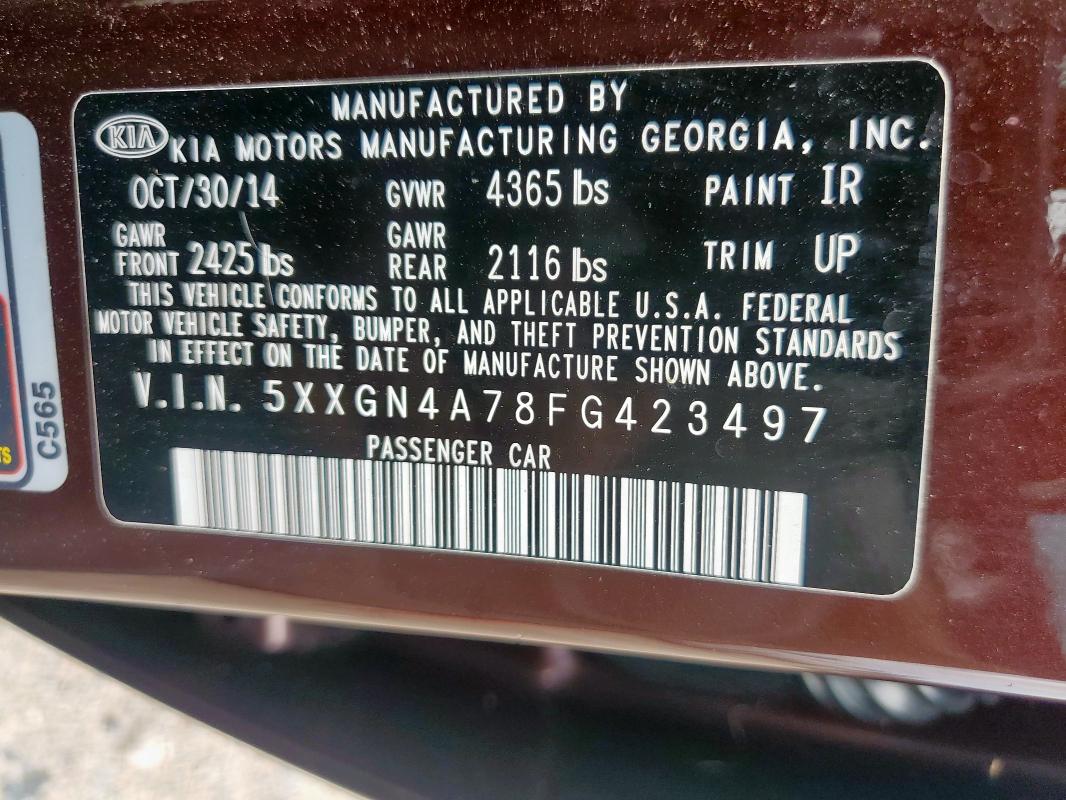 MANUFACTURED BY
KIA KIA MOTORS MANUFACTURING GEORGIA, INC.
OCT/30/14 GVWR 4365 lbs PAINT IR
GAWR FRONT 2425 lbs GAWR REAR 2116 lbs TRIM UP
THIS VEHICLE CONFORMS TO ALL APPLICABLE U.S.A. FEDERAL
MOTOR VEHICLE SAFETY, BUMPER, AND THEFT PREVENTION STANDARDS
IN EFFECT ON THE DATE OF MANUFACTURE SHOWN ABOVE.
V.I.N. 5XXGN4A78FG423497
PASSENGER CAR
C565
TS